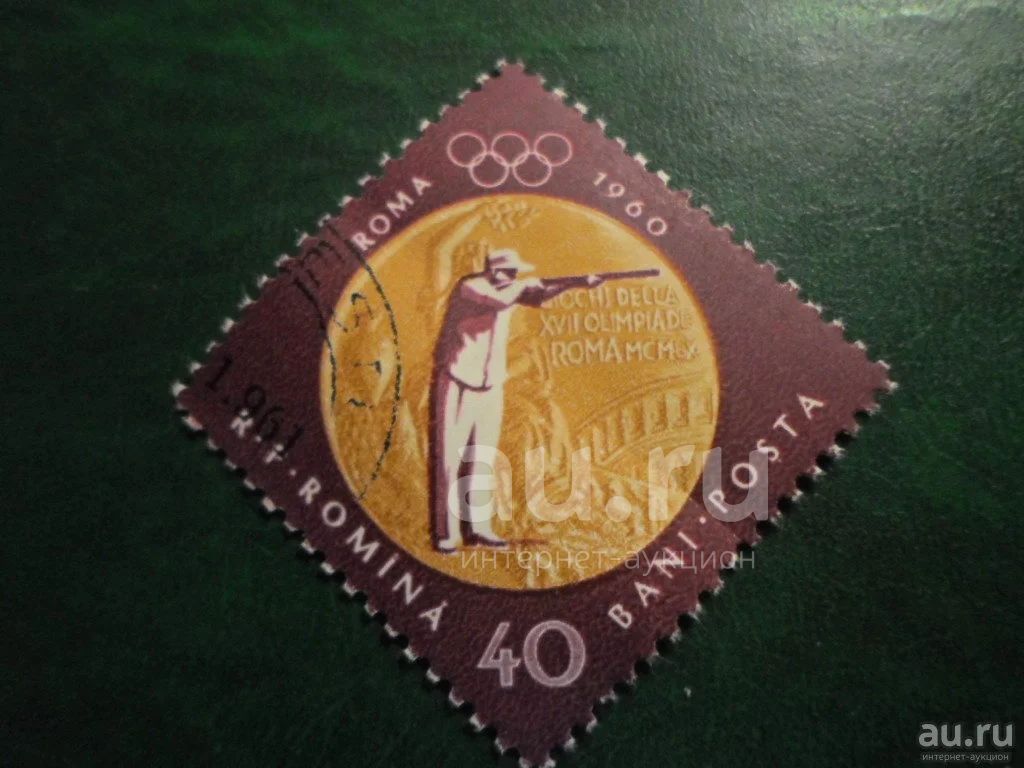 ROMA 1960
GIOCHI DELLA
XVII OLIMPIADE
ROMA MCMLX
1.961
R.P. ROMÎNĂ
40
BANI · POSTA
au.ru
интернет-аукцион
au.ru
интернет-аукцион